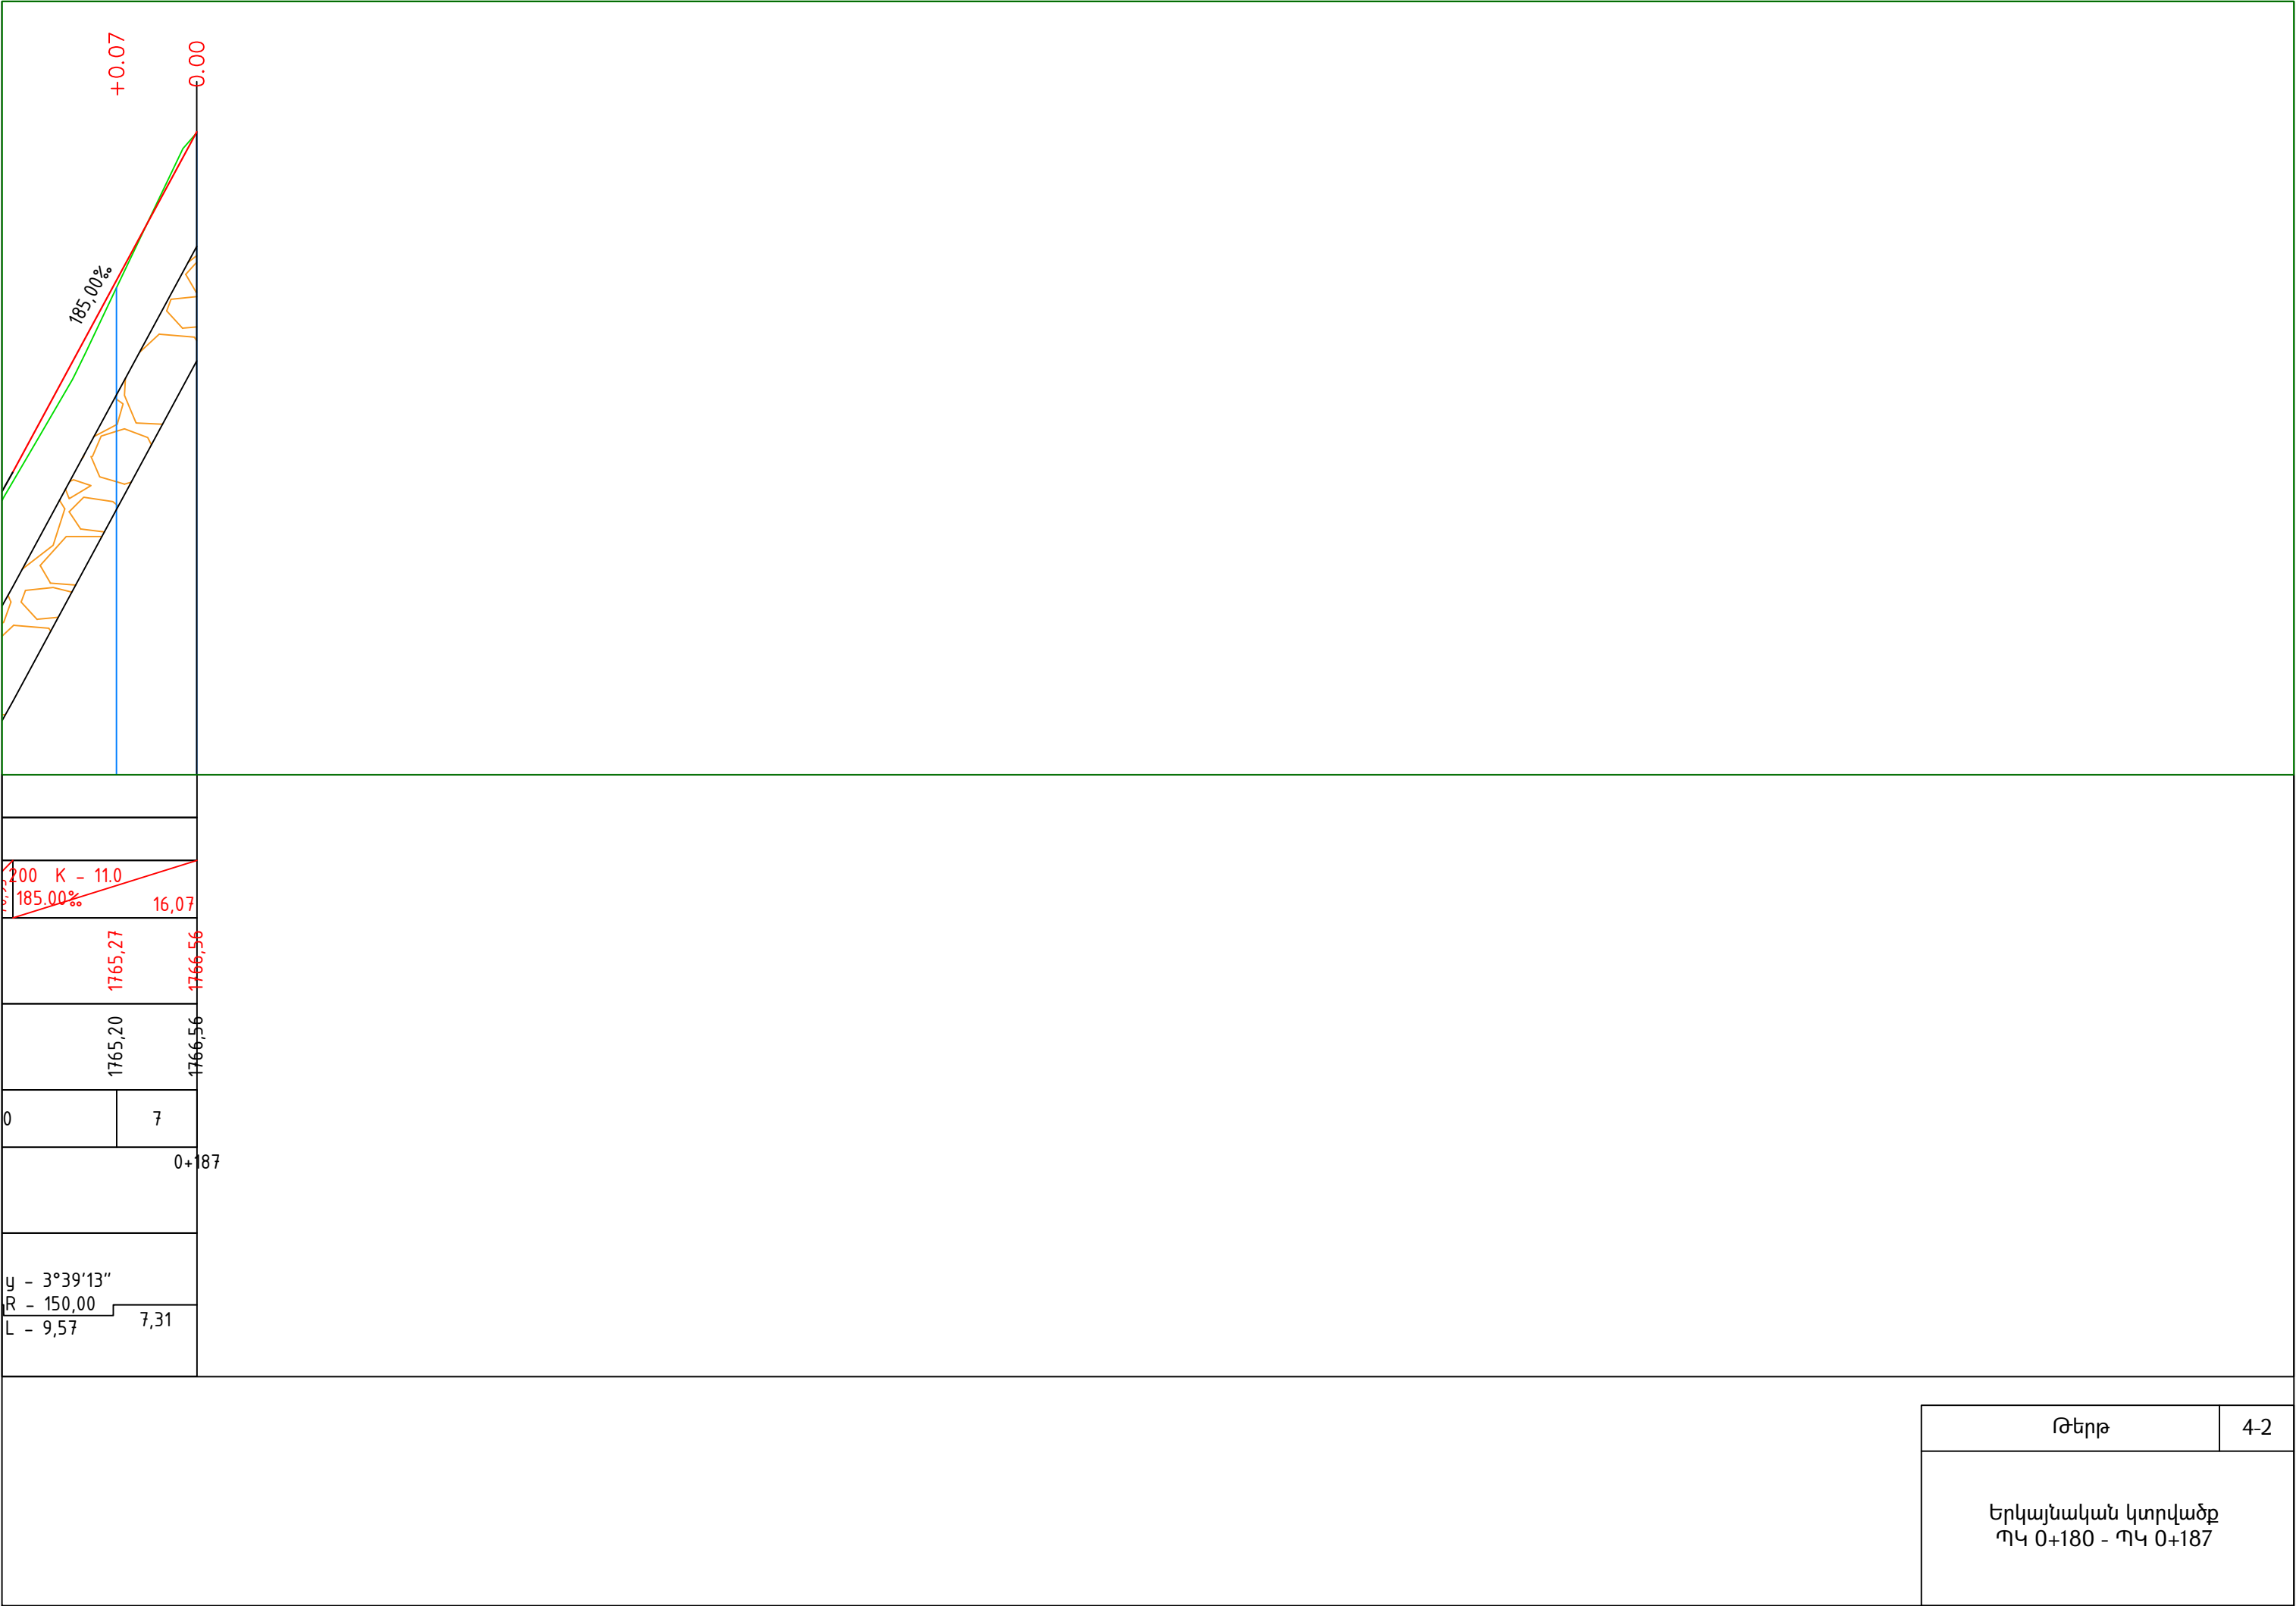 +0.07
0.00
185,00‰
200 K - 11.0
185.00‰
16,07
1765,27
1766,56
1765,20
1766,56
0
7
0+187
y - 3°39'13"
R - 150,00
L - 9,57
7,31
Թերթ
4-2
Երկայնական կտրվածք
ՊԿ 0+180 - ՊԿ 0+187